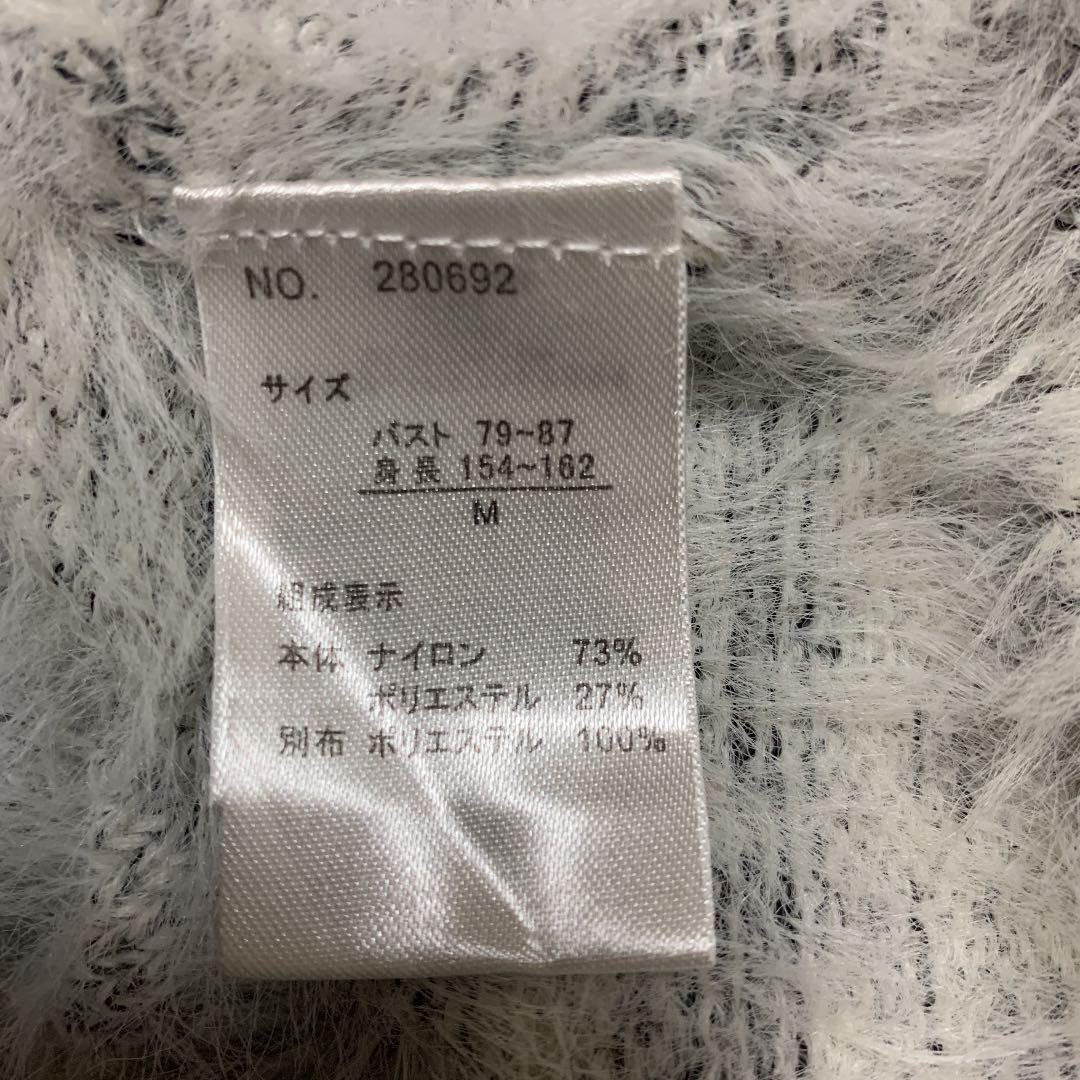 NO. 280692
サイズ
バスト 79~87
身長 154~162
M
組成表示
本体 ナイロン 73%
ポリエステル 27%
別布 ポリエステル 100%